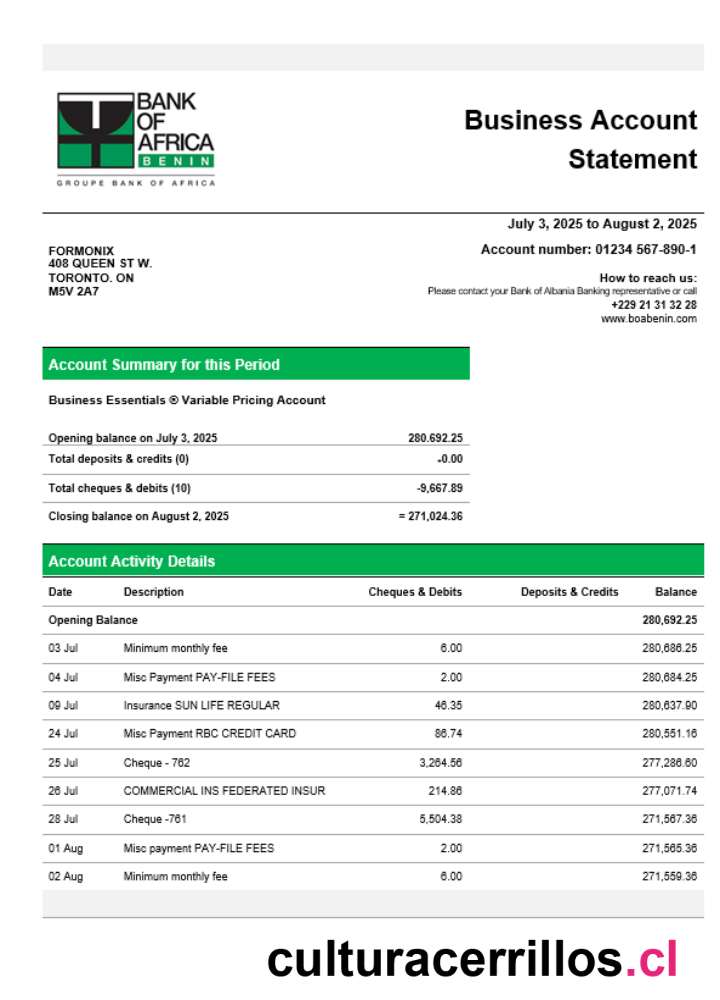 BANK
OF
AFRICA
BENIN
GROUPE BANK OF AFRICA
Business Account
Statement
July 3, 2025 to August 2, 2025
Account number: 01234 567-890-1
FORMONIX
408 QUEEN ST W.
TORONTO. ON
M5V 2A7
How to reach us:
Please contact your Bank of Albania Banking representative or call
+229 21 31 32 28
www.boabenin.com
Account Summary for this Period
Business Essentials ® Variable Pricing Account
Opening balance on July 3, 2025 280.692.25
Total deposits & credits (0) -0.00
Total cheques & debits (10) -9,667.89
Closing balance on August 2, 2025 = 271,024.36
Account Activity Details
Date Description Cheques & Debits Deposits & Credits Balance
Opening Balance 280,692.25
03 Jul Minimum monthly fee 6.00 280,686.25
04 Jul Misc Payment PAY-FILE FEES 2.00 280,684.25
09 Jul Insurance SUN LIFE REGULAR 46.35 280,637.90
24 Jul Misc Payment RBC CREDIT CARD 86.74 280,551.16
25 Jul Cheque - 762 3,264.56 277,286.60
26 Jul COMMERCIAL INS FEDERATED INSUR 214.86 277,071.74
28 Jul Cheque -761 5,504.38 271,567.36
01 Aug Misc payment PAY-FILE FEES 2.00 271,565.36
02 Aug Minimum monthly fee 6.00 271,559.36
culturacerrillos.cl